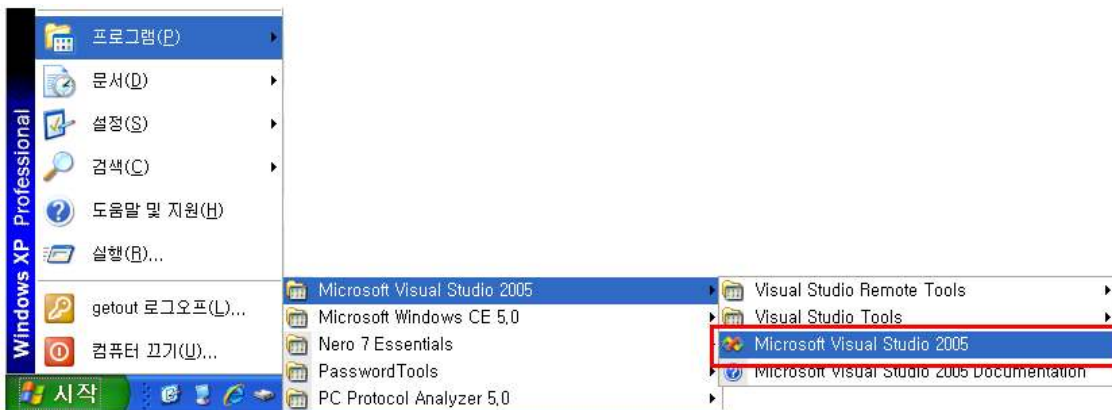 Windows XP Professional
프로그램(P)
문서(D)
설정(S)
검색(C)
도움말 및 지원(H)
실행(R)...
getout 로그오프(L)...
컴퓨터 끄기(U)...
시작
Microsoft Visual Studio 2005
Microsoft Windows CE 5,0
Nero 7 Essentials
PasswordTools
PC Protocol Analyzer 5,0
Visual Studio Remote Tools
Visual Studio Tools
Microsoft Visual Studio 2005
Microsoft Visual Studio 2005 Documentation